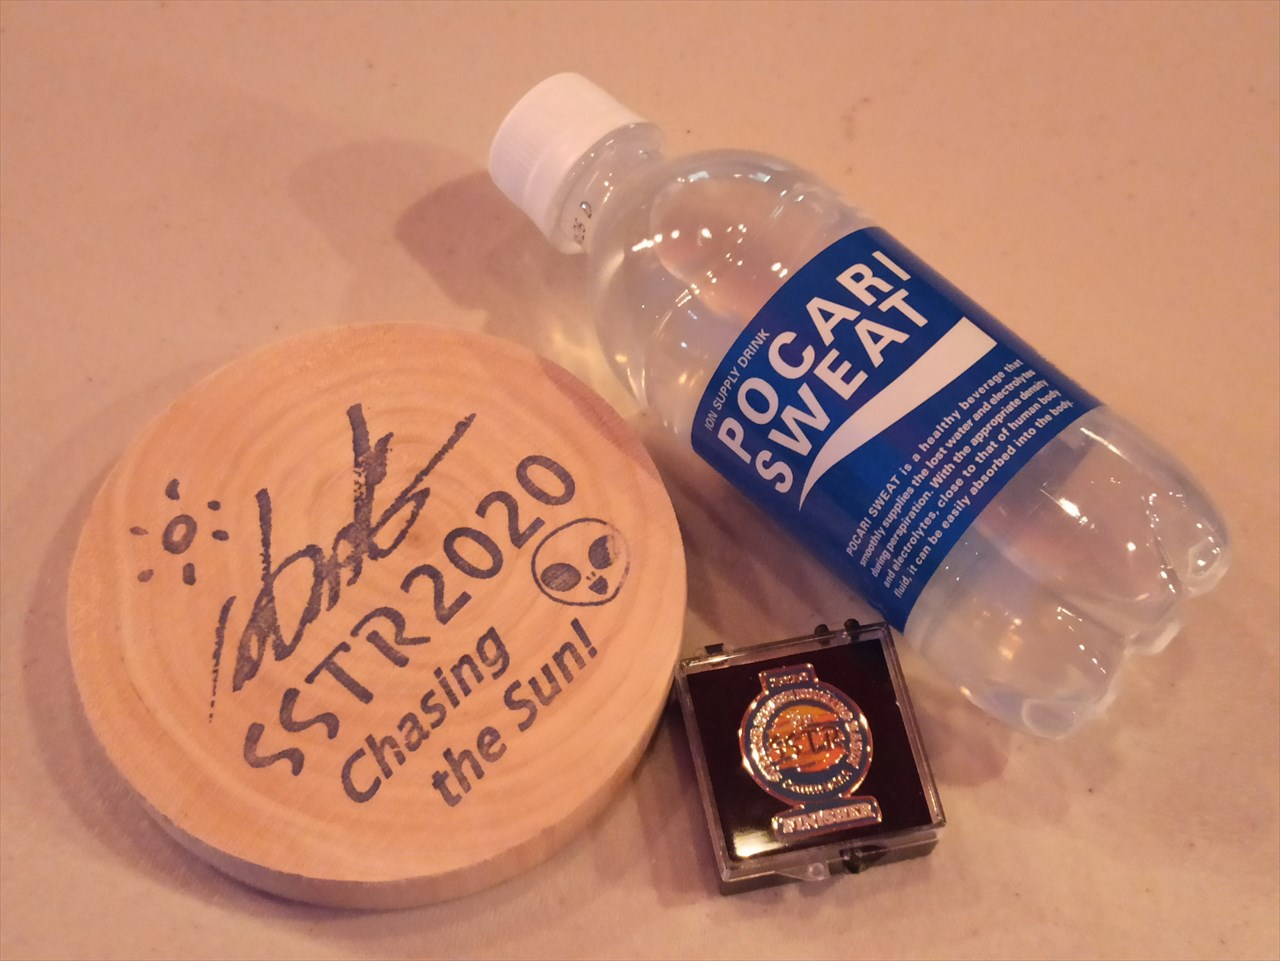 SSTR2020
Chasing
the Sun!
ION SUPPLY DRINK
POCARI
SWEAT
POCARI SWEAT is a healthy beverage that
smoothly supplies the lost water and electrolytes
during perspiration. With the appropriate density
and electrolytes, close to that of human body
fluid, it can be easily absorbed into the body.
SSTR
FINISHER